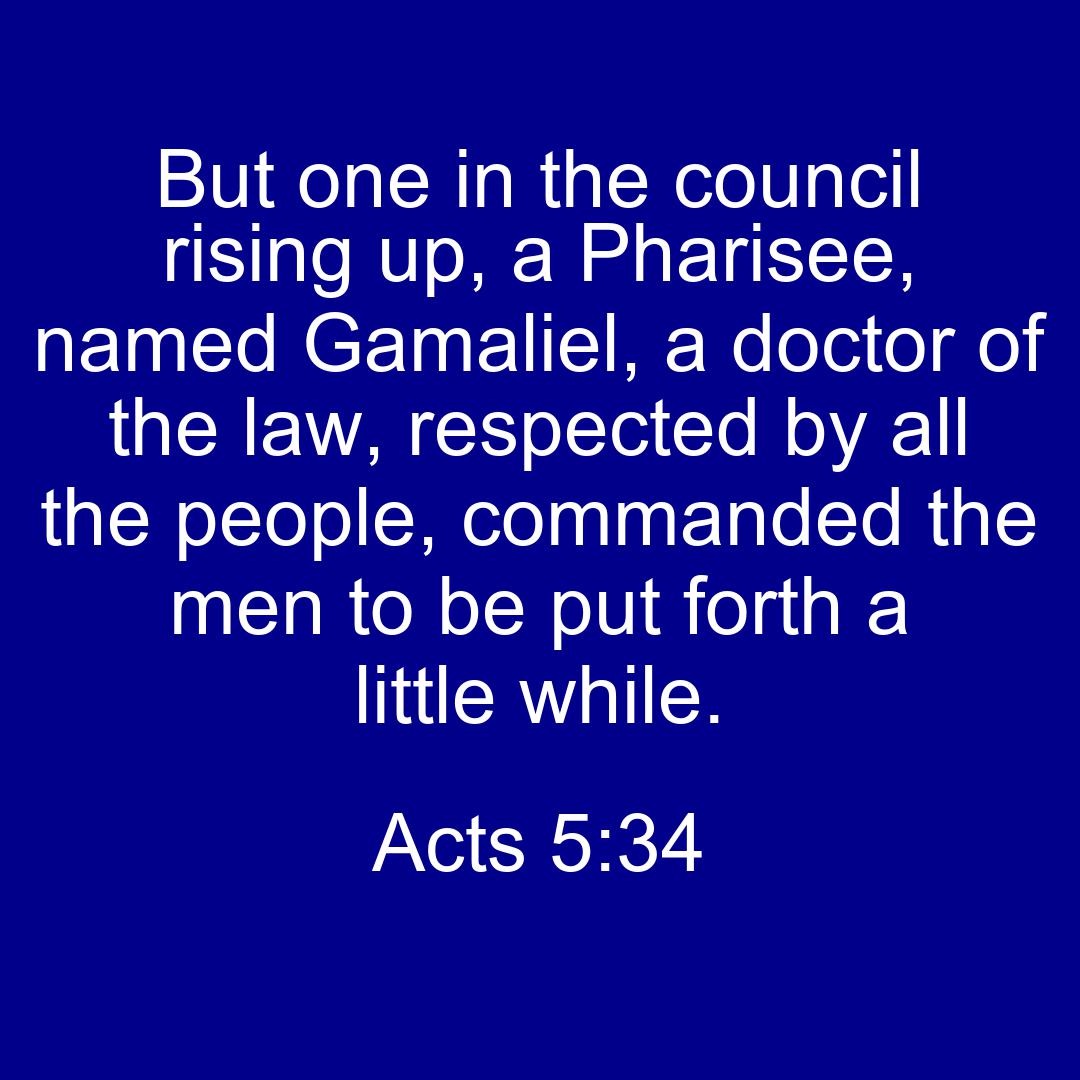 But one in the council
rising up, a Pharisee,
named Gamaliel, a doctor of
the law, respected by all
the people, commanded the
men to be put forth a
little while.
Acts 5:34